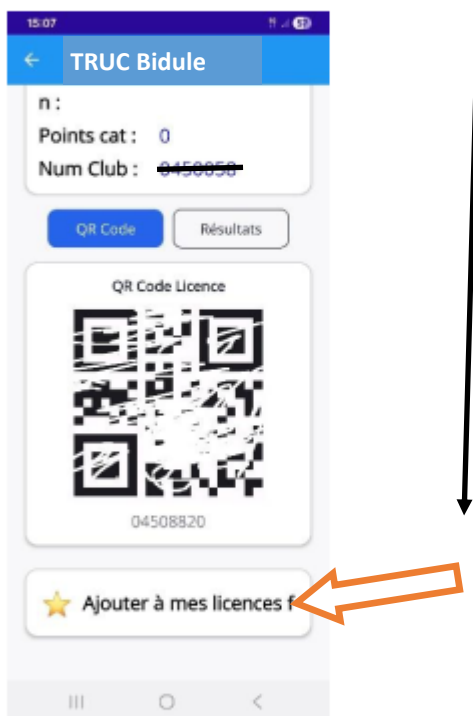 15:07
TRUC Bidule
n :
Points cat : 0
Num Club : 0450058
QR Code Résultats
QR Code Licence
04508820
Ajouter à mes licences f